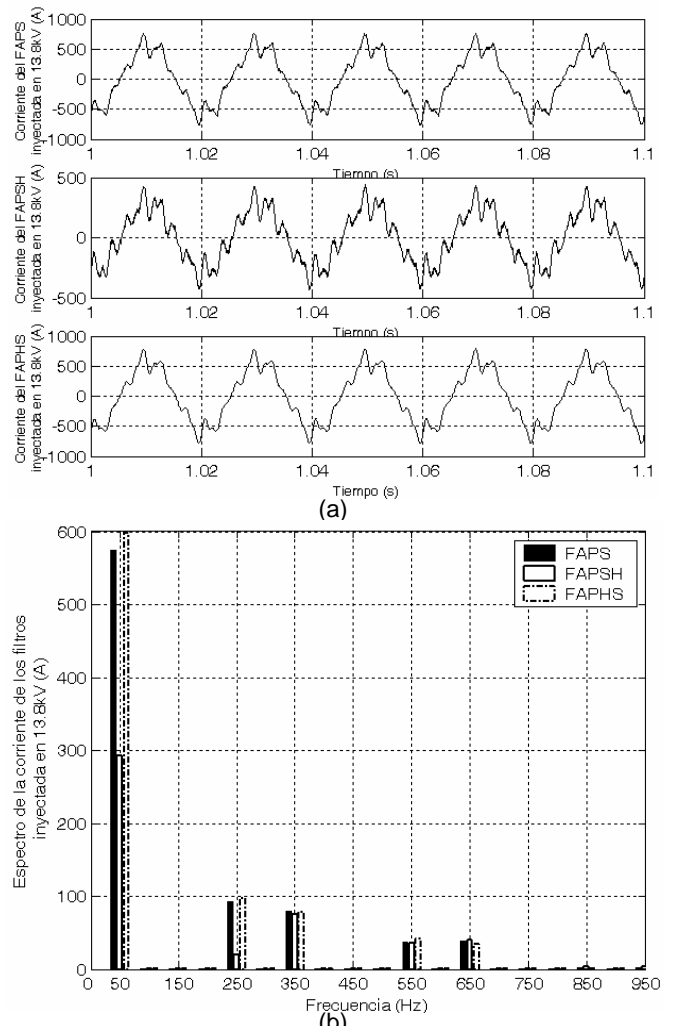 Corriente del FAPS
inyectada en 13.8kV (A)
1000
500
0
-500
1000
1 1.02 1.04 1.06 1.08 1.1
Tiempo (s)
Corriente del FAPSH
inyectada en 13.8kV (A)
500
0
-500
1 1.02 1.04 1.06 1.08 1.1
Tiempo (s)
Corriente del FAPHS
inyectada en 13.8kV (A)
1000
500
0
-500
1000
1 1.02 1.04 1.06 1.08 1.1
Tiempo (s)
(a)
Espectro de la corriente de los filtros
inyectada en 13.8kV (A)
600
500
400
300
200
100
0
FAPS
FAPSH
FAPHS
0 50 150 250 350 450 550 650 750 850 950
Frecuencia (Hz)
(b)